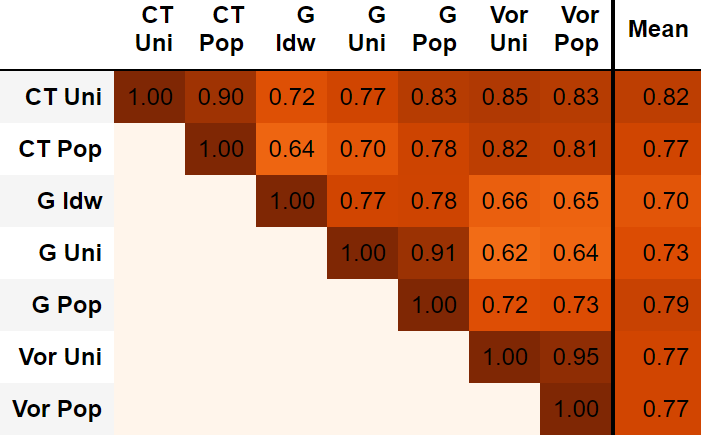 CT CT G G G Vor Vor
Uni Pop Idw Uni Pop Uni Pop Mean
CT Uni 1.00 0.90 0.72 0.77 0.83 0.85 0.83 0.82
CT Pop 1.00 0.64 0.70 0.78 0.82 0.81 0.77
G Idw 1.00 0.77 0.78 0.66 0.65 0.70
G Uni 1.00 0.91 0.62 0.64 0.73
G Pop 1.00 0.72 0.73 0.79
Vor Uni 1.00 0.95 0.77
Vor Pop 1.00 0.77